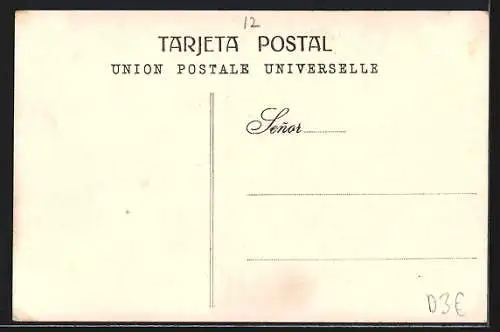 12
TARJETA POSTAL
UNION POSTALE UNIVERSELLE
Señor
D3€